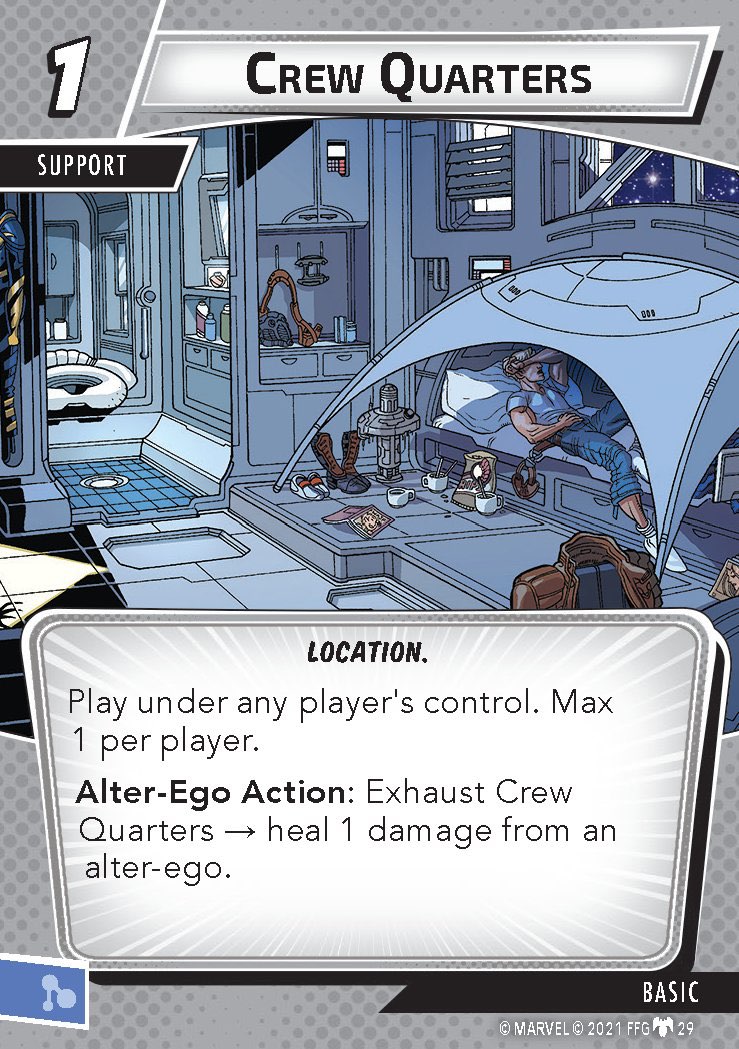 1
CREW QUARTERS
SUPPORT
LOCATION.
Play under any player's control. Max
1 per player.
Alter-Ego Action: Exhaust Crew
Quarters → heal 1 damage from an
alter-ego.
BASIC
© MARVEL © 2021 FFG 29